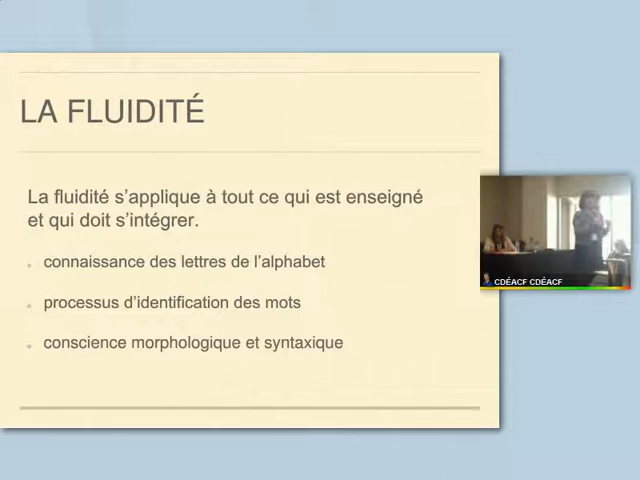 LA FLUIDITÉ
La fluidité s’applique à tout ce qui est enseigné
et qui doit s’intégrer.
connaissance des lettres de l’alphabet
processus d’identification des mots
conscience morphologique et syntaxique
CDÉACF CDÉACF